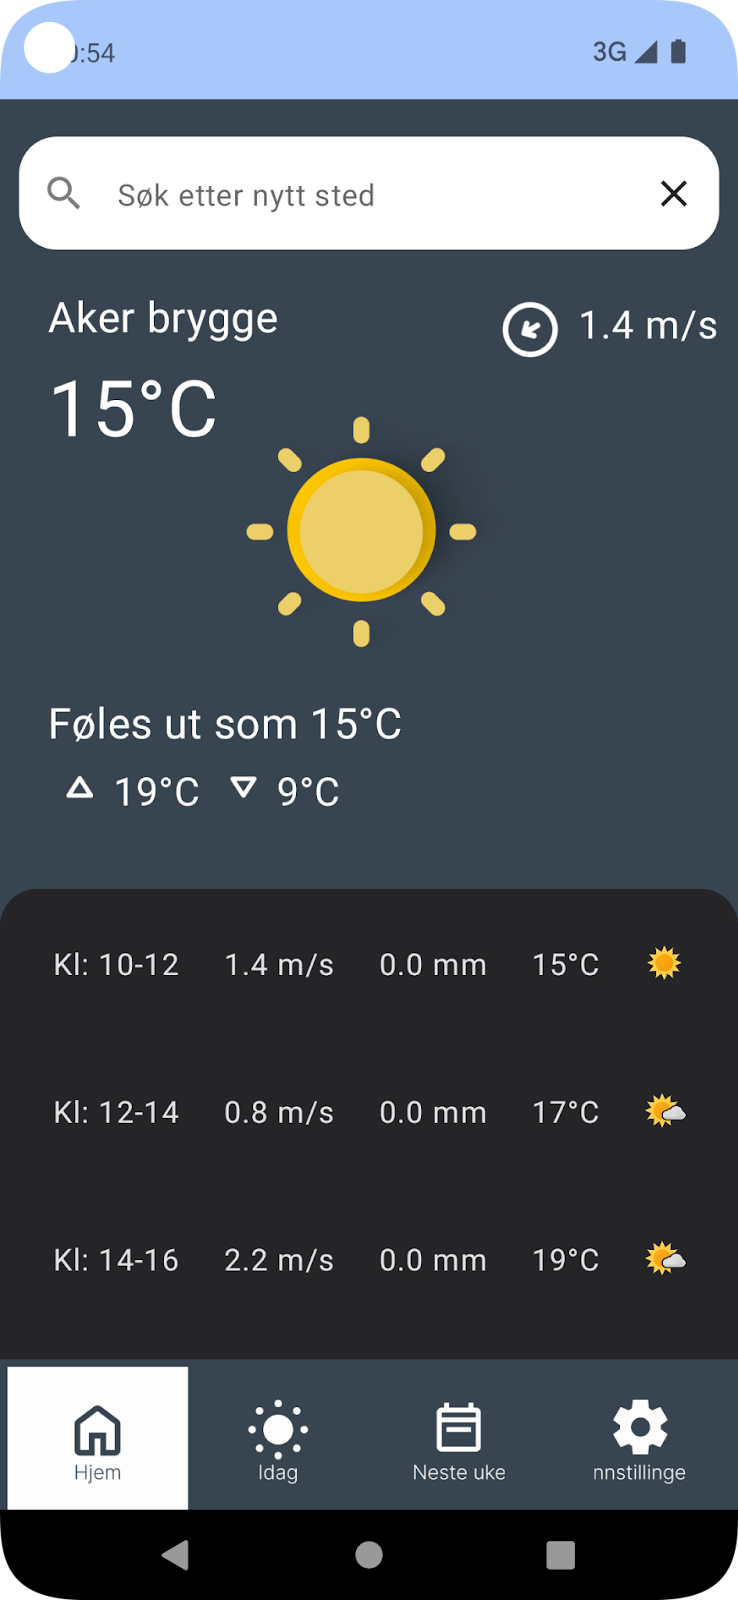 :54 3G
Søk etter nytt sted
Aker brygge 1.4 m/s
15°C
Føles ut som 15°C
19°C 9°C
Kl: 10-12 1.4 m/s 0.0 mm 15°C
Kl: 12-14 0.8 m/s 0.0 mm 17°C
Kl: 14-16 2.2 m/s 0.0 mm 19°C
Hjem Idag Neste uke nnstillinge